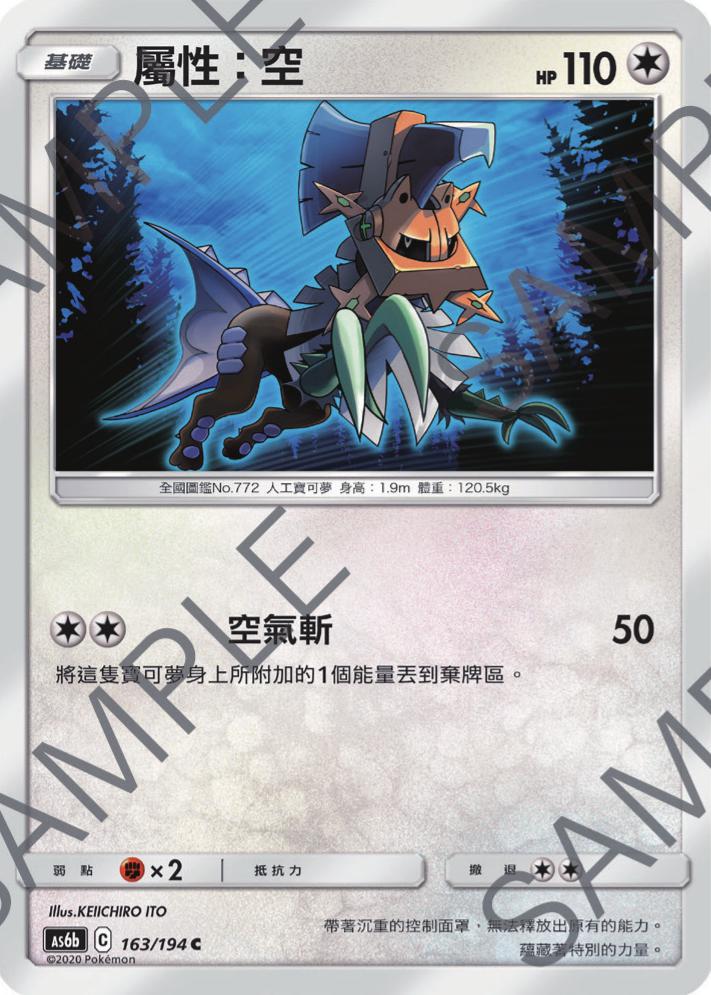 基礎 屬性：空 HP 110
全國圖鑑No.772 人工寶可夢 身高：1.9m 體重：120.5kg
空氣斬 50
將這隻寶可夢身上所附加的1個能量丟到棄牌區。
弱點 ×2 抵抗力 撤退
Illus.KEIICHIRO ITO
帶著沉重的控制面罩，無法釋放出原有的能力。
蘊藏著特別的力量。
AS6b C 163/194 C
©2020 Pokémon
SAMPLE
SAMPLE
SAMPLE
SAMPLE
SAMPLE